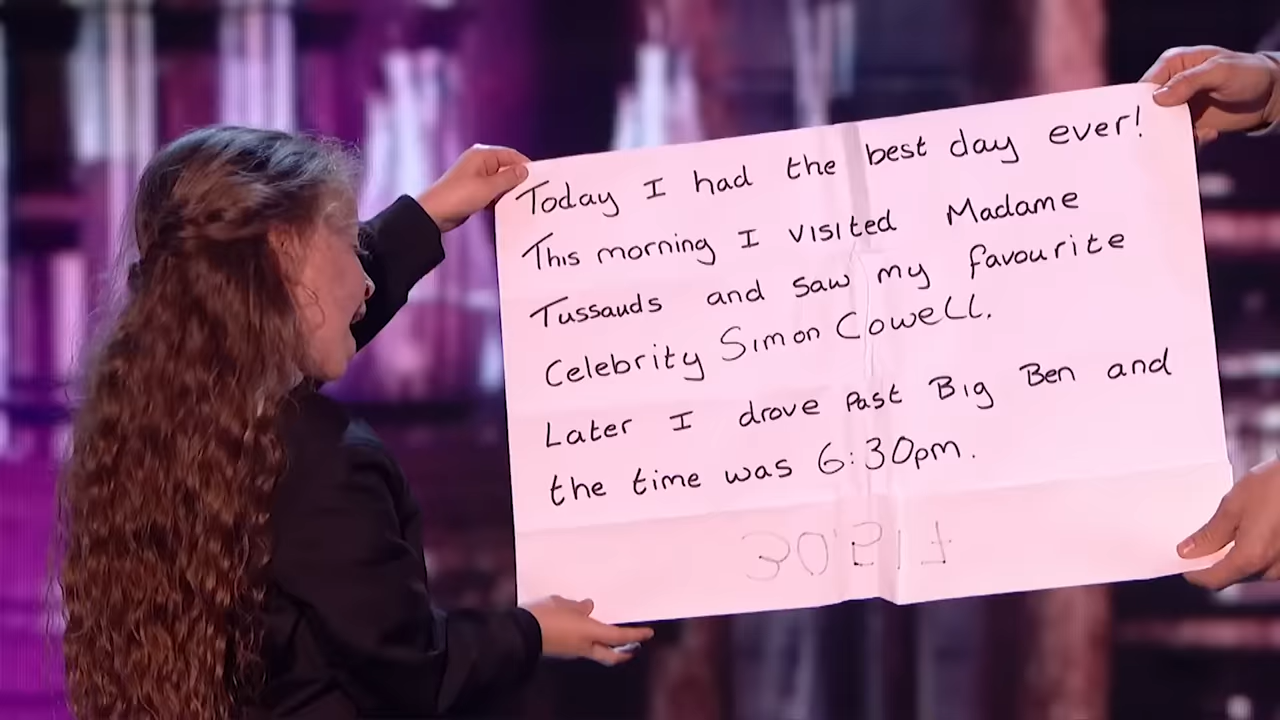 Today I had the best day ever!
This morning I visited Madame
Tussauds and saw my favourite
Celebrity Simon Cowell.
Later I drove past Big Ben and
the time was 6:30pm.